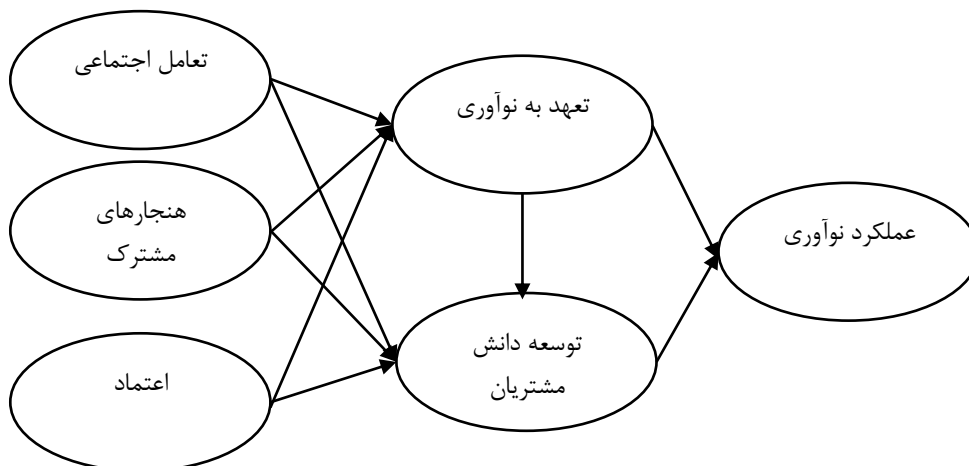 تعامل اجتماعی
تعهد به نوآوری
هنجارهای
مشترک
عملکرد نوآوری
توسعه دانش
مشتریان
اعتماد